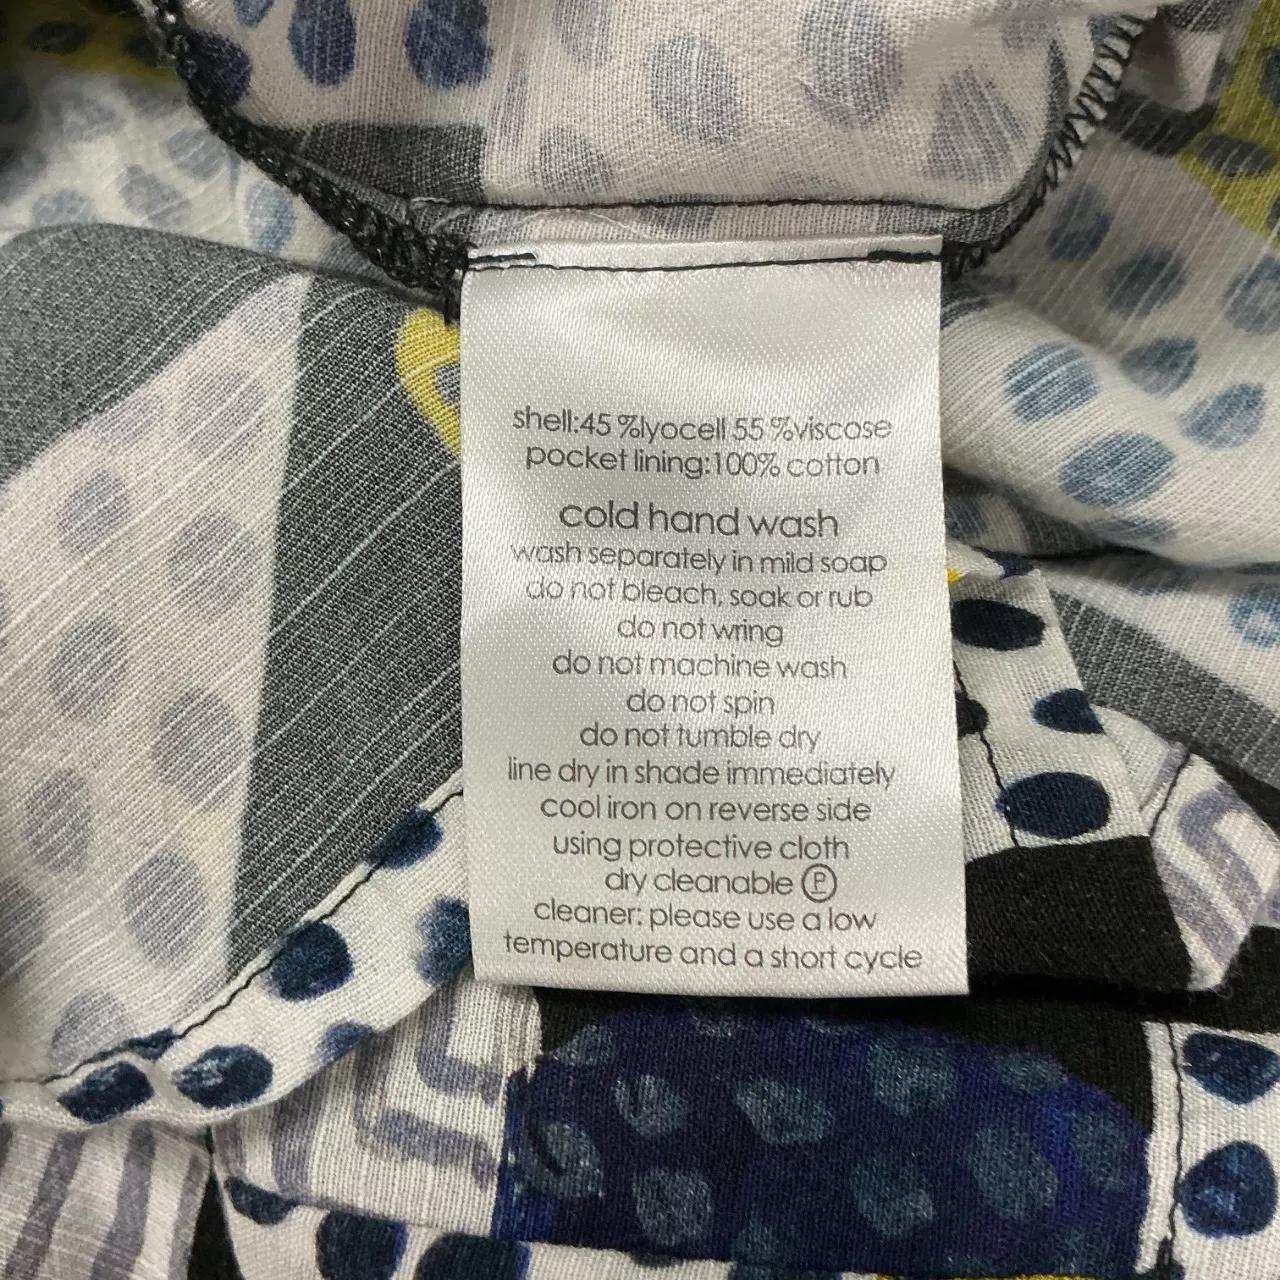 shell:45 %lyocell 55 %viscose
pocket lining:100% cotton
cold hand wash
wash separately in mild soap
do not bleach, soak or rub
do not wring
do not machine wash
do not spin
do not tumble dry
line dry in shade immediately
cool iron on reverse side
using protective cloth
dry cleanable Ⓟ
cleaner: please use a low
temperature and a short cycle